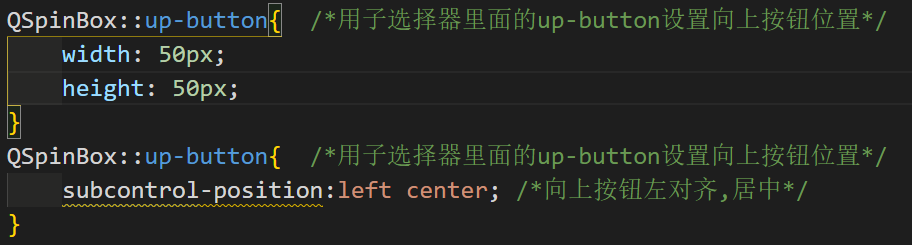 QSpinBox::up-button{  /*用子选择器里面的up-button设置向上按钮位置*/
    width: 50px;
    height: 50px;
}
QSpinBox::up-button{  /*用子选择器里面的up-button设置向上按钮位置*/
    subcontrol-position:left center; /*向上按钮左对齐,居中*/
}